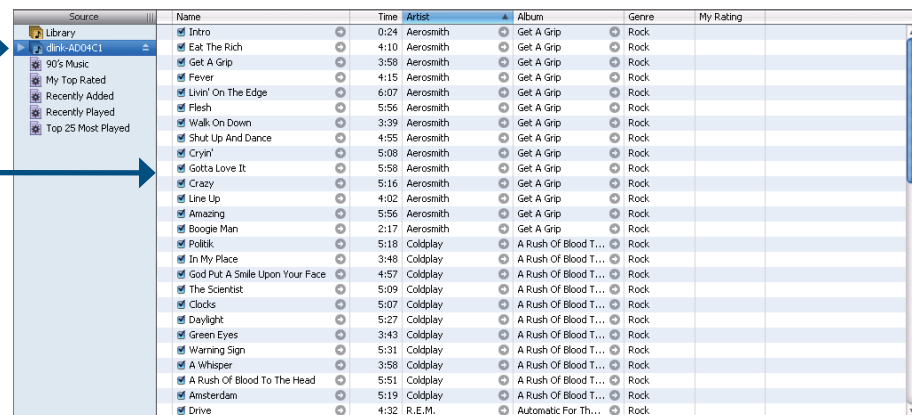 Source Name Time Artist Album Genre My Rating
Library Intro 0:24 Aerosmith Get A Grip Rock
dlink-AD04C1 Eat The Rich 4:10 Aerosmith Get A Grip Rock
90's Music Get A Grip 3:58 Aerosmith Get A Grip Rock
My Top Rated Fever 4:15 Aerosmith Get A Grip Rock
Recently Added Livin' On The Edge 6:07 Aerosmith Get A Grip Rock
Recently Played Flesh 5:56 Aerosmith Get A Grip Rock
Top 25 Most Played Walk On Down 3:39 Aerosmith Get A Grip Rock
Shut Up And Dance 4:55 Aerosmith Get A Grip Rock
Cryin' 5:08 Aerosmith Get A Grip Rock
Gotta Love It 5:58 Aerosmith Get A Grip Rock
Crazy 5:16 Aerosmith Get A Grip Rock
Line Up 4:02 Aerosmith Get A Grip Rock
Amazing 5:56 Aerosmith Get A Grip Rock
Boogie Man 2:17 Aerosmith Get A Grip Rock
Politik 5:18 Coldplay A Rush Of Blood T... Rock
In My Place 3:48 Coldplay A Rush Of Blood T... Rock
God Put A Smile Upon Your Face 4:57 Coldplay A Rush Of Blood T... Rock
The Scientist 5:09 Coldplay A Rush Of Blood T... Rock
Clocks 5:07 Coldplay A Rush Of Blood T... Rock
Daylight 5:27 Coldplay A Rush Of Blood T... Rock
Green Eyes 3:43 Coldplay A Rush Of Blood T... Rock
Warning Sign 5:31 Coldplay A Rush Of Blood T... Rock
A Whisper 3:58 Coldplay A Rush Of Blood T... Rock
A Rush Of Blood To The Head 5:51 Coldplay A Rush Of Blood T... Rock
Amsterdam 5:19 Coldplay A Rush Of Blood T... Rock
Drive 4:32 R.E.M. Automatic For Th... Rock